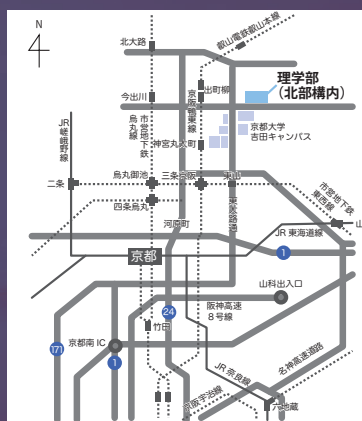 N
北大路
叡山電鉄叡山本線
出町柳
理学部
（北部構内）
今出川
市営地下鉄
烏丸線
京阪鴨東線
神宮丸太町
京都大学
吉田キャンパス
JR
嵯峨野線
烏丸御池
三条京阪
東山
二条
四条烏丸
河原町
東大路通
市営地下鉄
東西線
山
JR 東海道線
1
京都
山科出入口
24
阪神高速
８号線
竹田
171
京都南 IC
1
JR 奈良線
名神高速道路
京阪宇治線
六地蔵